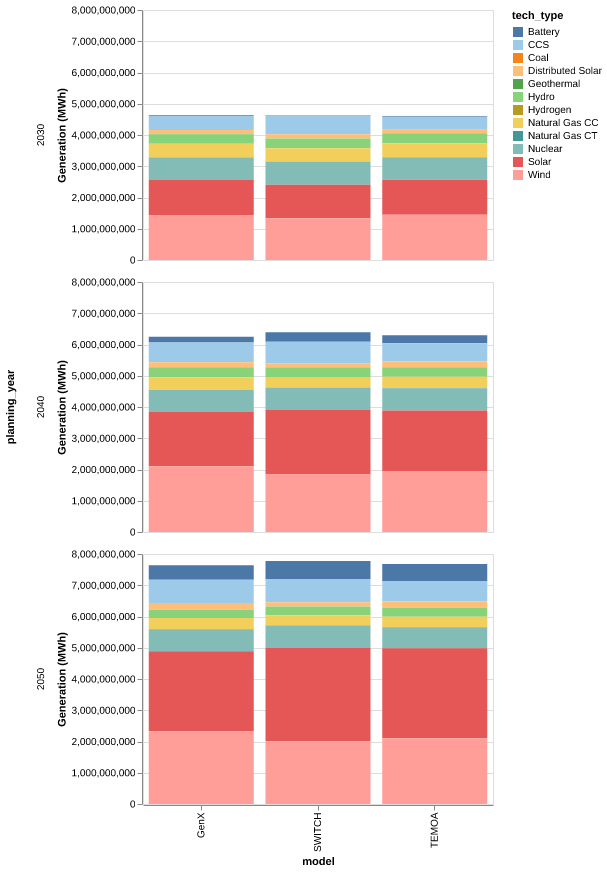 tech_type
Battery
CCS
Coal
Distributed Solar
Geothermal
Hydro
Hydrogen
Natural Gas CC
Natural Gas CT
Nuclear
Solar
Wind
planning_year
2030
Generation (MWh)
8,000,000,000
7,000,000,000
6,000,000,000
5,000,000,000
4,000,000,000
3,000,000,000
2,000,000,000
1,000,000,000
0
2040
Generation (MWh)
8,000,000,000
7,000,000,000
6,000,000,000
5,000,000,000
4,000,000,000
3,000,000,000
2,000,000,000
1,000,000,000
0
2050
Generation (MWh)
8,000,000,000
7,000,000,000
6,000,000,000
5,000,000,000
4,000,000,000
3,000,000,000
2,000,000,000
1,000,000,000
0
GenX
SWITCH
TEMOA
model